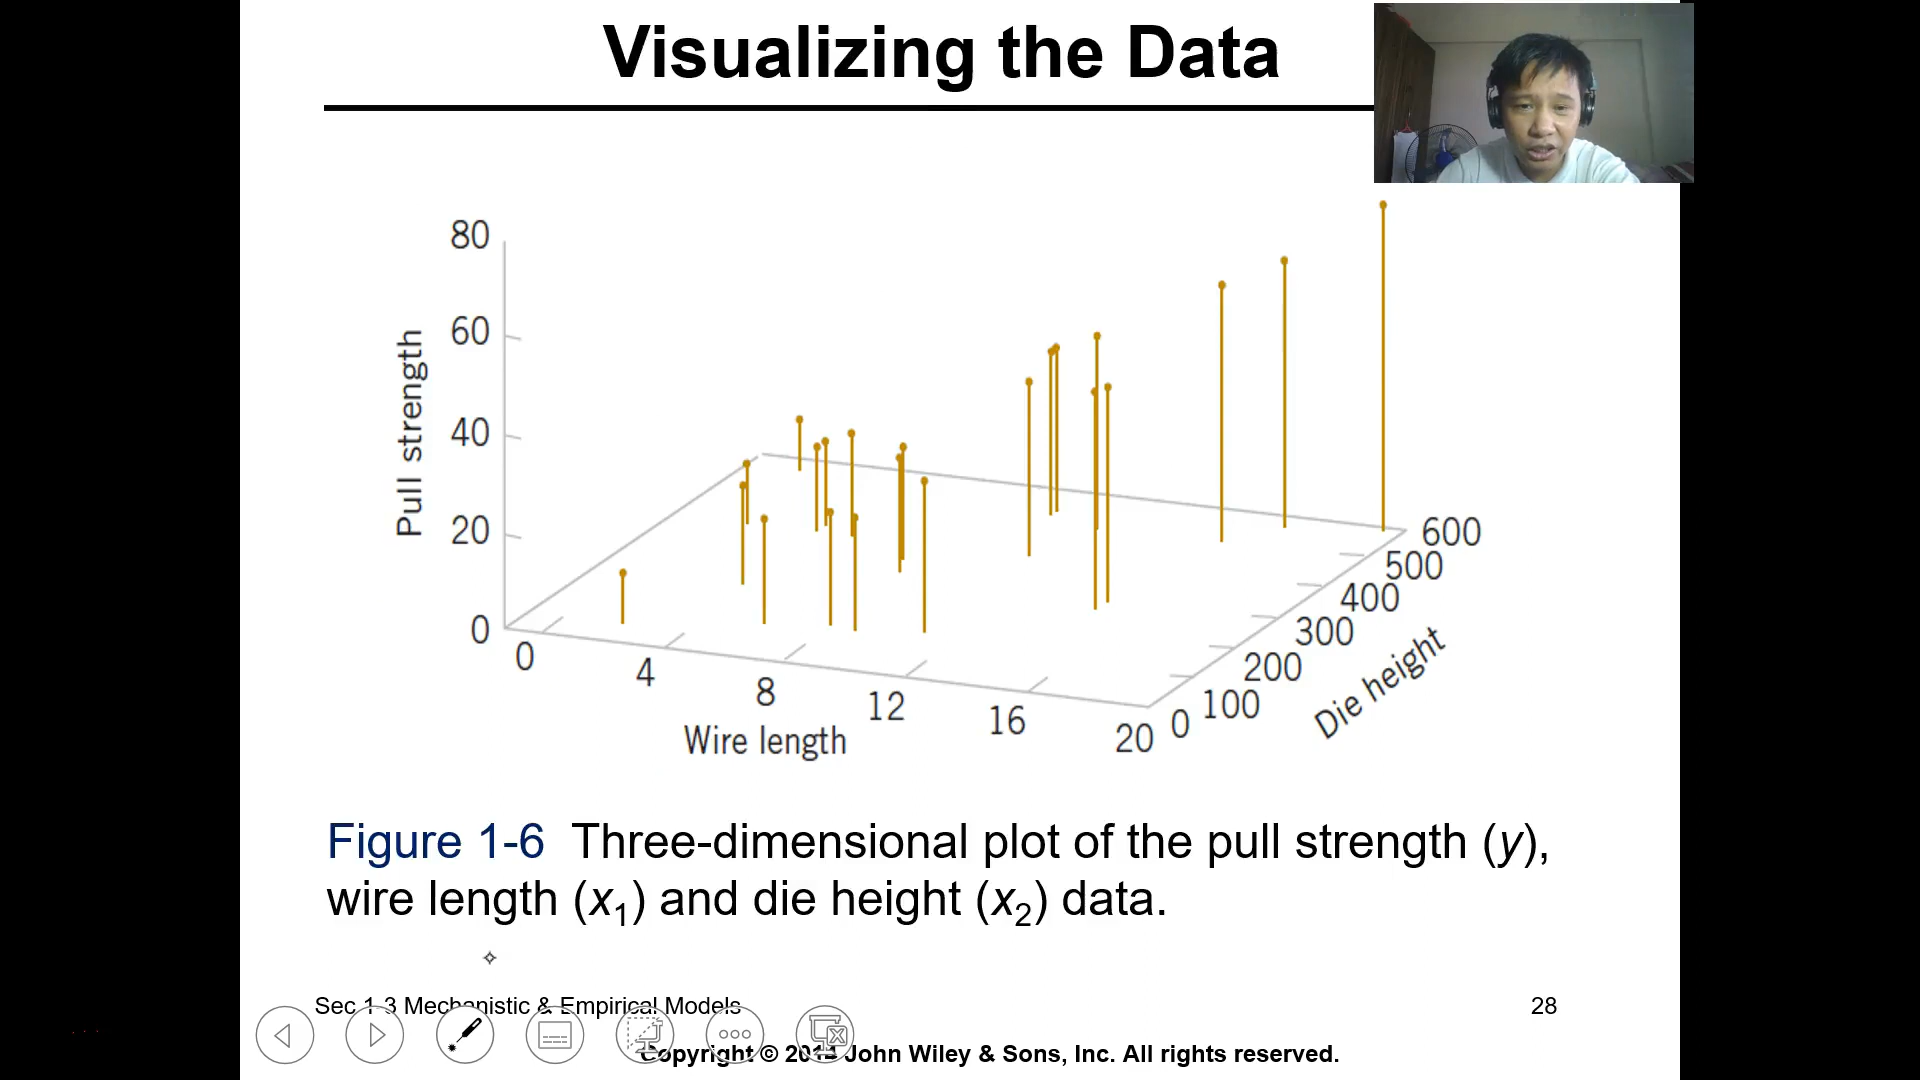 Visualizing the Data
80
60
40
20
0
Pull strength
0
4
8
12
16
20
Wire length
0
100
200
300
400
500
600
Die height
Figure 1-6 Three-dimensional plot of the pull strength (y),
wire length (x1) and die height (x2) data.
Sec 1-3 Mechanistic & Empirical Models
28
Copyright © 2014 John Wiley & Sons, Inc. All rights reserved.